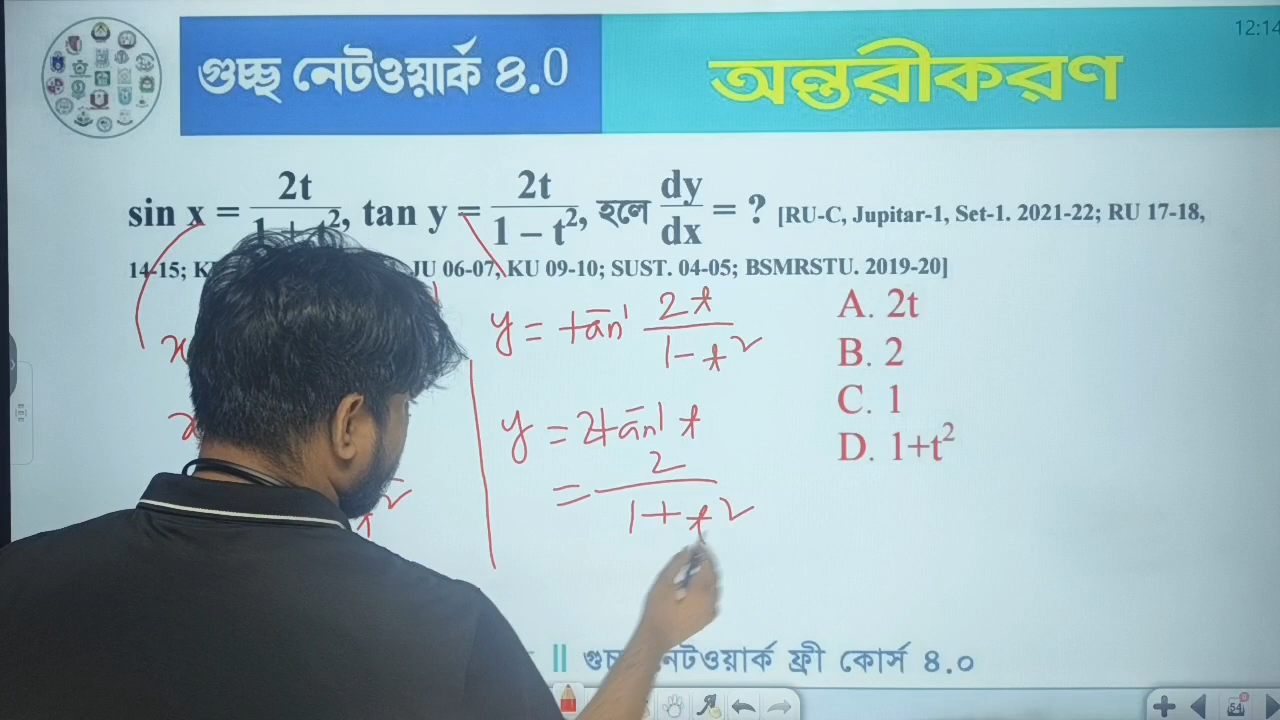 12:14
গুচ্ছ নেটওয়ার্ক ৪.0
অন্তরীকরণ
sin x = 2t / 1 + t², tan y = 2t / 1 – t², হলে dy/dx = ? [RU-C, Jupitar-1, Set-1. 2021-22; RU 17-18,
14-15; JU 06-07, KU 09-10; SUST. 04-05; BSMRSTU. 2019-20]
y = tan⁻¹ 2t / 1 - t²
y = 2tan⁻¹ t
= 2 / 1 + t²
A. 2t
B. 2
C. 1
D. 1+t²
|| গুচ্ছ নেটওয়ার্ক ফ্রী কোর্স ৪.০
54